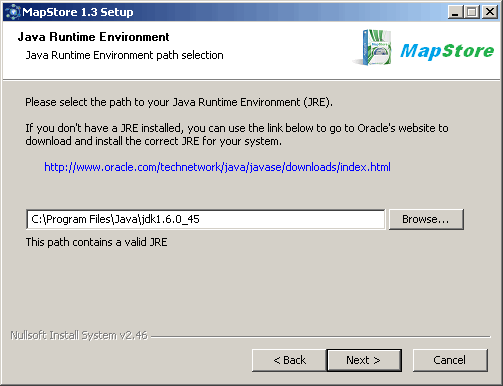 MapStore 1.3 Setup
Java Runtime Environment
Java Runtime Environment path selection
MapStore
Please select the path to your Java Runtime Environment (JRE).
If you don't have a JRE installed, you can use the link below to go to Oracle's website to
download and install the correct JRE for your system.
http://www.oracle.com/technetwork/java/javase/downloads/index.html
C:\Program Files\Java\jdk1.6.0_45
Browse...
This path contains a valid JRE
Nullsoft Install System v2.46
< Back
Next >
Cancel